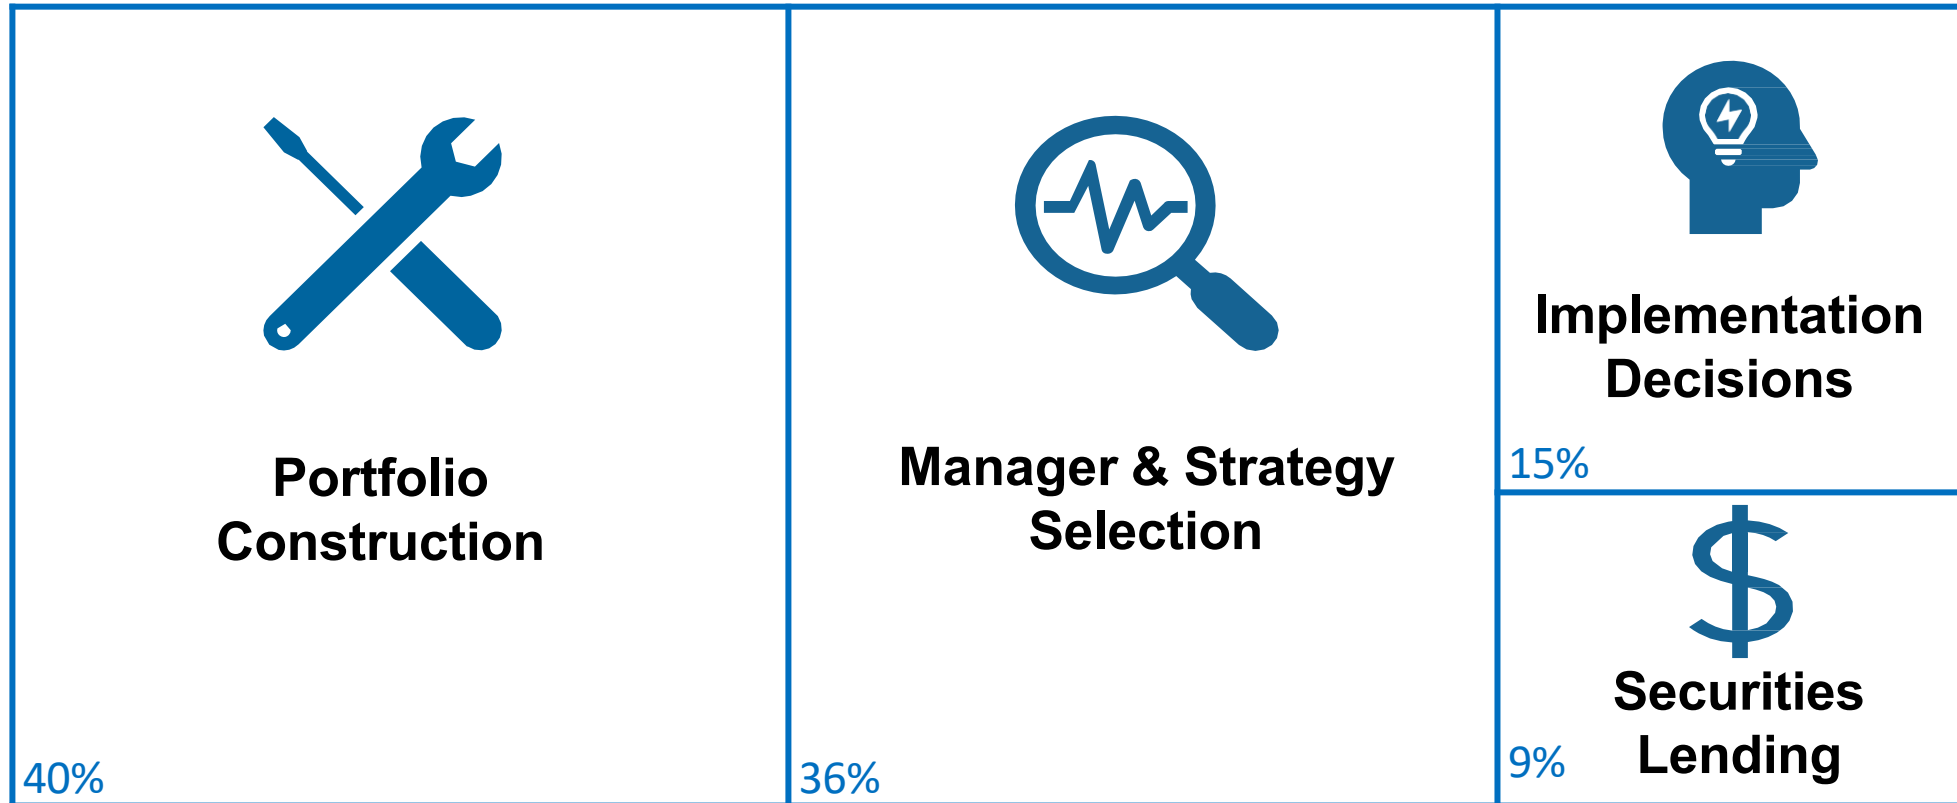 Portfolio
Construction
40%
Manager & Strategy
Selection
36%
Implementation
Decisions
15%
Securities
Lending
9%